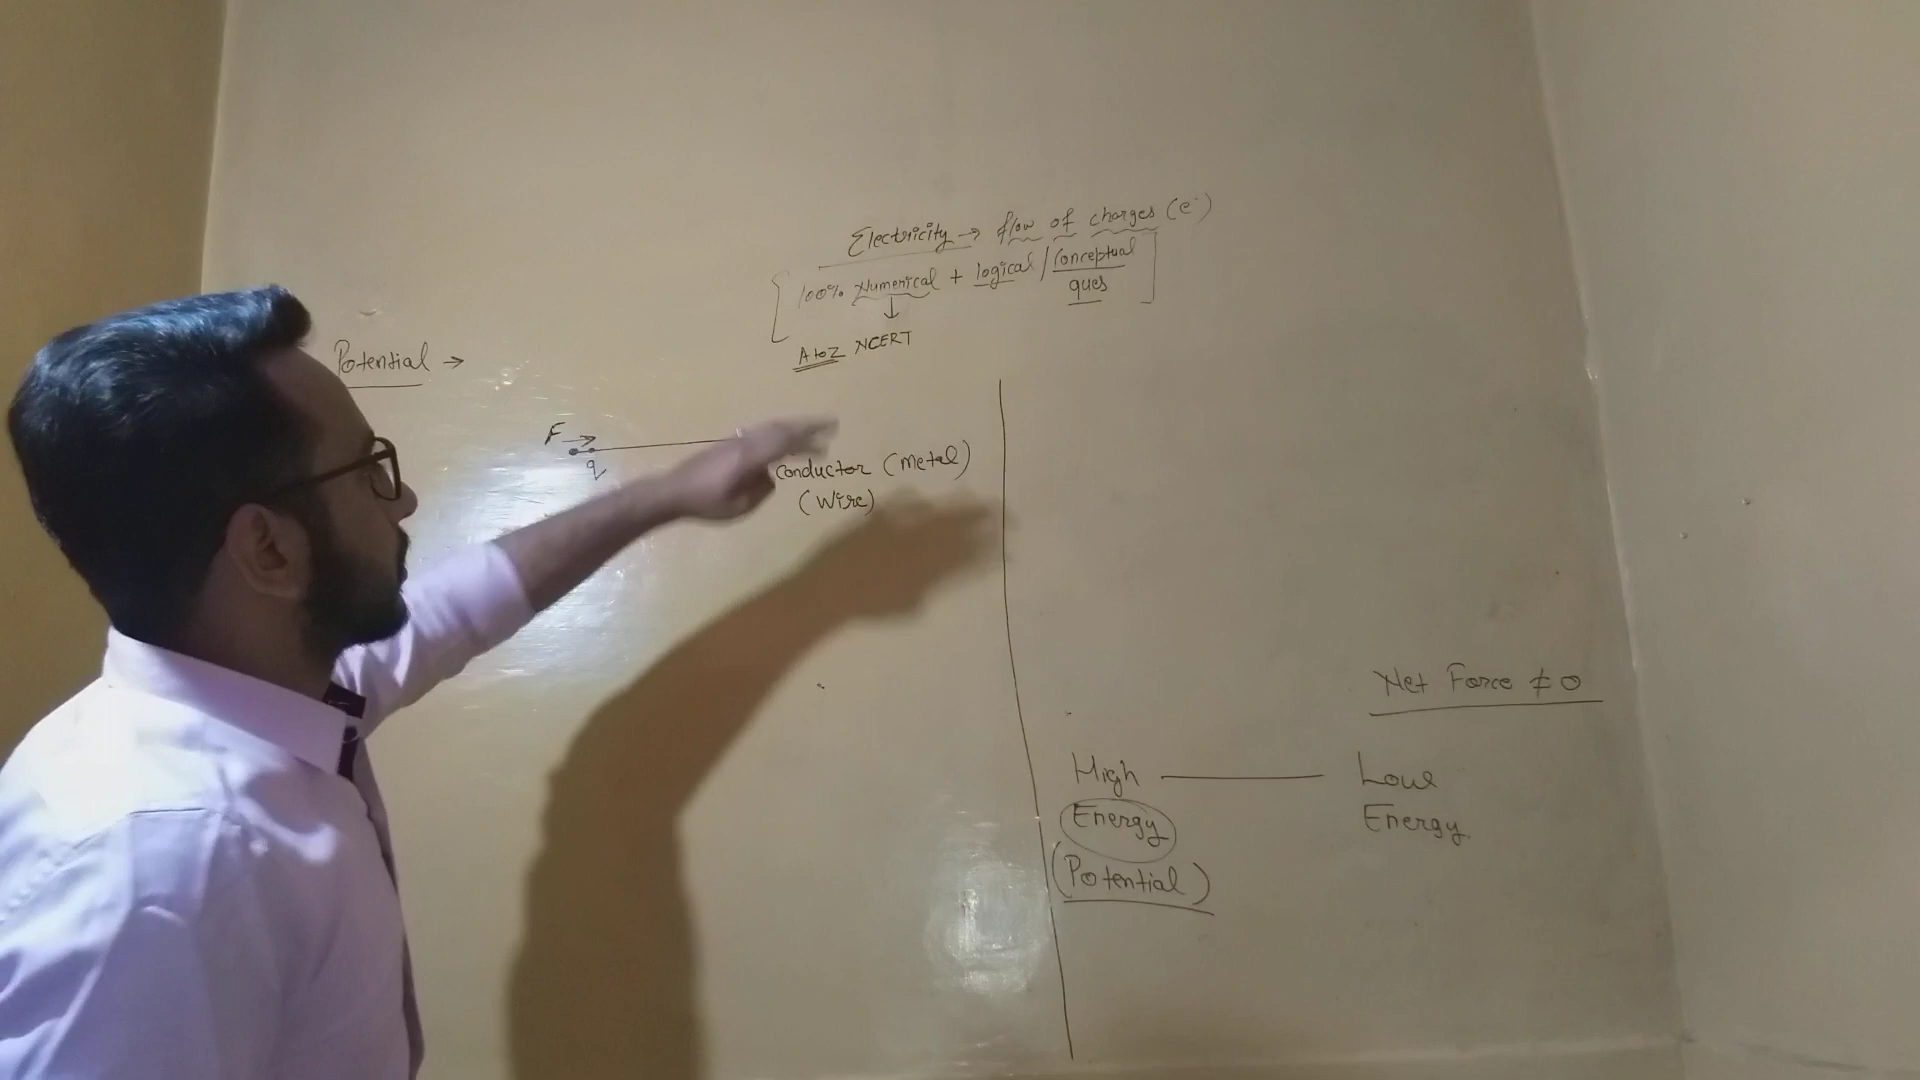 Electricity → flow of charges (e⁻)
[100% Numerical + logical / Conceptual
ques]
↓
A to Z NCERT
Potential →
F →
q
Conductor (Metal)
(Wire)
Net Force ≠ 0
High — Low
Energy Energy
(Potential)